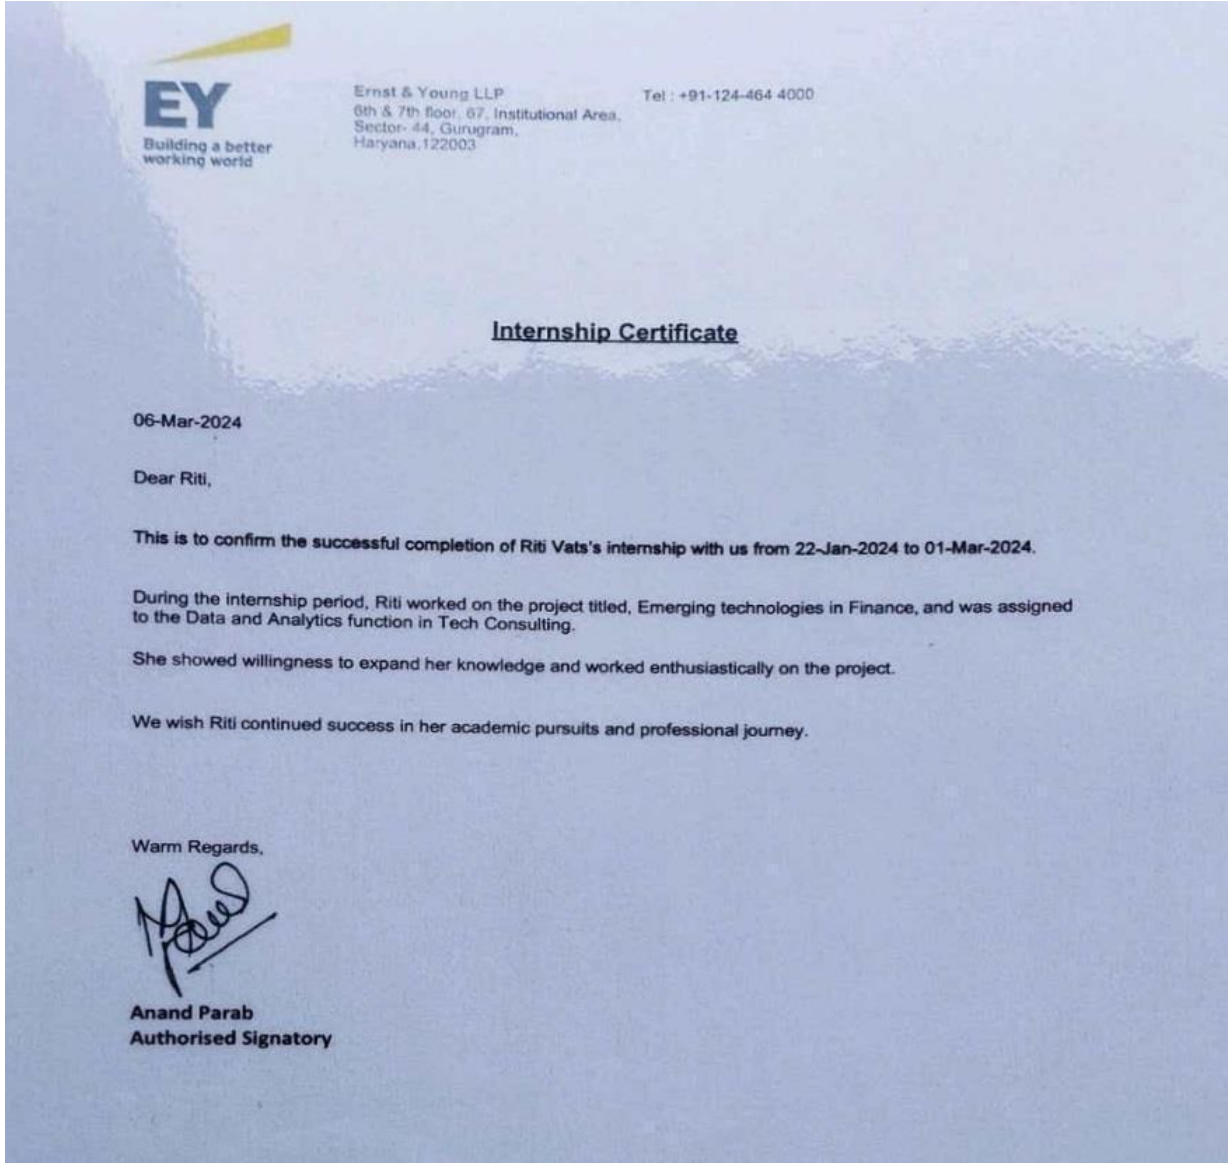 EY
Building a better
working world
Ernst & Young LLP
6th & 7th floor, 67, Institutional Area,
Sector- 44, Gurugram,
Haryana,122003
Tel : +91-124-464 4000
Internship Certificate
06-Mar-2024
Dear Riti,
This is to confirm the successful completion of Riti Vats's internship with us from 22-Jan-2024 to 01-Mar-2024.
During the internship period, Riti worked on the project titled, Emerging technologies in Finance, and was assigned
to the Data and Analytics function in Tech Consulting.
She showed willingness to expand her knowledge and worked enthusiastically on the project.
We wish Riti continued success in her academic pursuits and professional journey.
Warm Regards,
Anand Parab
Authorised Signatory